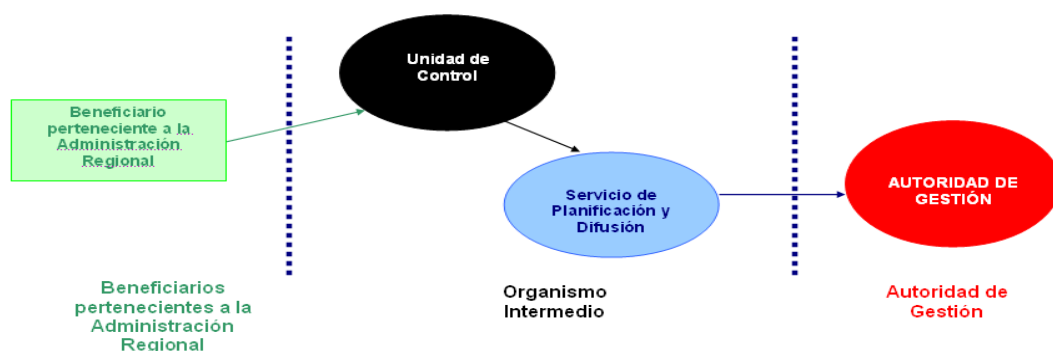 Unidad de
Control
Beneficiario
perteneciente a la
Administración
Regional
Servicio de
Planificación y
Difusión
AUTORIDAD DE
GESTIÓN
Beneficiarios
pertenecientes a la
Administración
Regional
Organismo
Intermedio
Autoridad de
Gestión